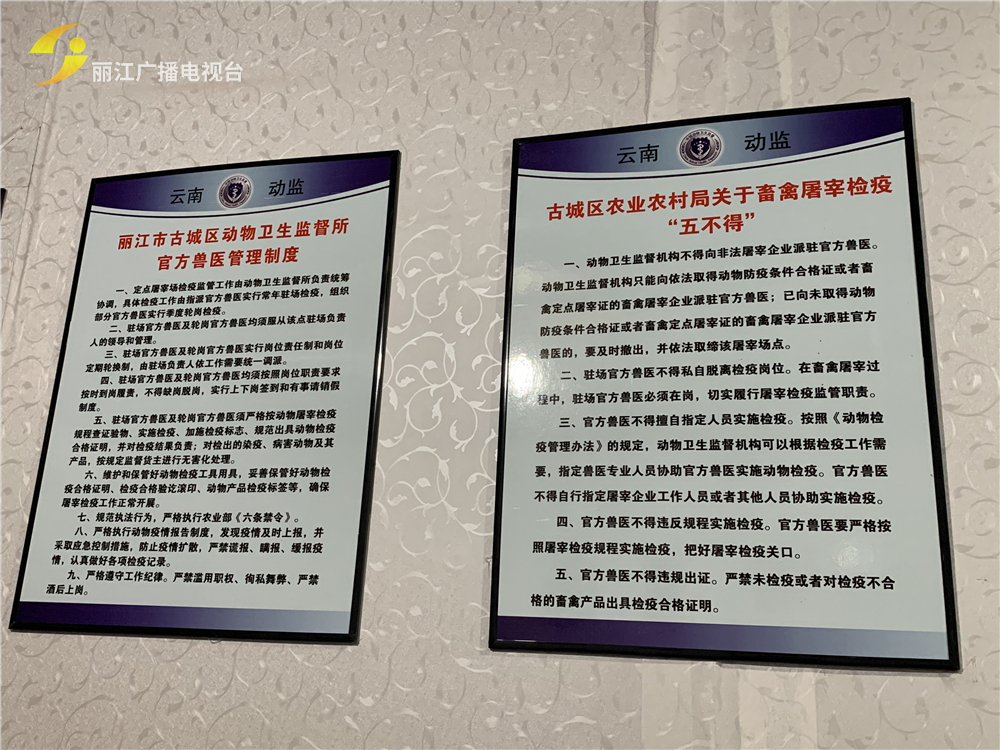 丽江广播电视台
云南 动监
丽江市古城区动物卫生监督所
官方兽医管理制度
一、定点屠宰场检疫监管工作由动物卫生监督所负责统筹
协调，具体检疫工作由指派官方兽医实行常年驻场检疫，组织
部分官方兽医实行季度轮岗检疫。
二、驻场官方兽医及轮岗官方兽医均须服从该点驻场负责
人的领导和管理。
三、驻场官方兽医及轮岗官方兽医实行岗位责任制和岗位
定期轮换制，由驻场负责人依工作需要统一调派。
四、驻场官方兽医及轮岗官方兽医均须按照岗位职责要求
按时到岗履责，不得缺岗脱岗，实行上下岗签到和有事请销假
制度。
五、驻场官方兽医及轮岗官方兽医须严格按动物屠宰检疫
规程查证验物、实施检疫、加施检疫标志、规范出具动物检疫
合格证明，并对检疫结果负责；对检出的染疫、病害动物及其
产品，按规定监督货主进行无害化处理。
六、维护和保管好动物检疫工具用具，妥善保管好动物检
疫合格证明、检疫合格验讫滚印、动物产品检疫标签等，确保
屠宰检疫工作正常开展。
七、规范执法行为，严格执行农业部《六条禁令》。
八、严格执行动物疫情报告制度，发现疫情及时上报，并
采取应急控制措施，防止疫情扩散，严禁谎报、瞒报、缓报疫
情，认真做好各项检疫记录。
九、严格遵守工作纪律。严禁滥用职权、徇私舞弊、严禁
酒后上岗。
云南 动监
古城区农业农村局关于畜禽屠宰检疫
“五不得”
一、动物卫生监督机构不得向非法屠宰企业派驻官方兽医。
动物卫生监督机构只能向依法取得动物防疫条件合格证或者畜
禽定点屠宰证的畜禽屠宰企业派驻官方兽医；已向未取得动物
防疫条件合格证或者畜禽定点屠宰证的畜禽屠宰企业派驻官方
兽医的，要及时撤出，并依法取缔该屠宰场点。
二、驻场官方兽医不得私自脱离检疫岗位。在畜禽屠宰过
程中，驻场官方兽医必须在岗，切实履行屠宰检疫监管职责。
三、官方兽医不得擅自指定人员实施检疫。按照《动物检
疫管理办法》的规定，动物卫生监督机构可以根据检疫工作需
要，指定兽医专业人员协助官方兽医实施动物检疫。官方兽医
不得自行指定屠宰企业工作人员或者其他人员协助实施检疫。
四、官方兽医不得违反规程实施检疫。官方兽医要严格按
照屠宰检疫规程实施检疫，把好屠宰检疫关口。
五、官方兽医不得违规出证。严禁未检疫或者对检疫不合
格的畜禽产品出具检疫合格证明。